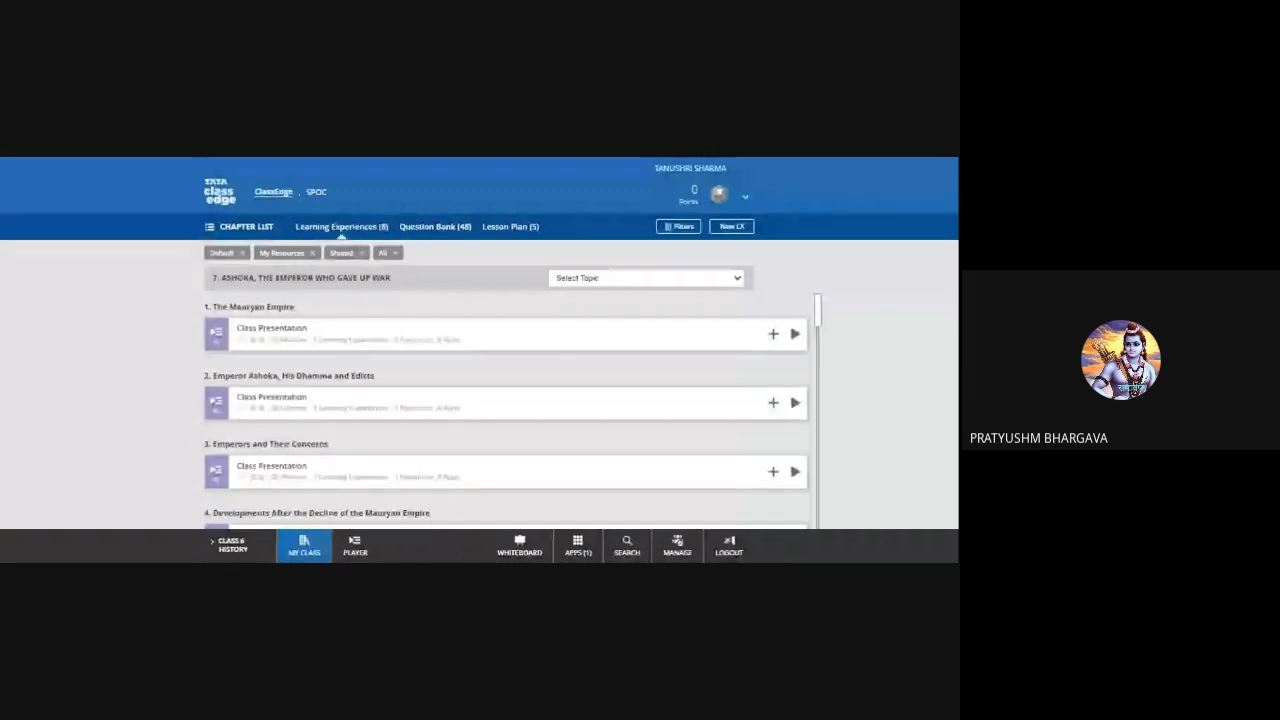 TANUSHRI SHARMA
TATA
class
edge
ClassEdge . SPOC
0
Points
CHAPTER LIST Learning Experiences (8) Question Bank (48) Lesson Plan (5) Filters New LX
Default × My Resources × Shared × All ×
7. ASHOKA, THE EMPEROR WHO GAVE UP WAR Select Topic
1. The Mauryan Empire
Class Presentation
2. Emperor Ashoka, His Dhamma and Edicts
Class Presentation
PRATYUSHM BHARGAVA
3. Emperors and Their Concerns
Class Presentation
4. Developments After the Decline of the Mauryan Empire
CLASS 6
HISTORY
MY CLASS PLAYER WHITEBOARD APPS (1) SEARCH MANAGE LOGOUT